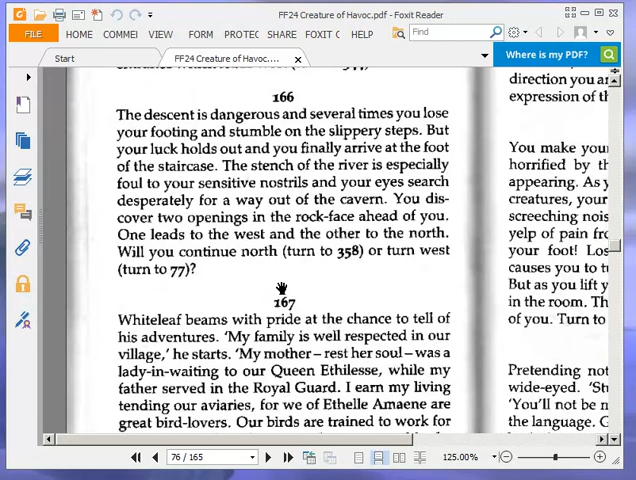 FF24 Creature of Havoc.pdf - Foxit Reader
FILE HOME COMMEI VIEW FORM PROTEC SHARE FOXIT C HELP Find
Start FF24 Creature of Havoc.... Where is my PDF?
166
The descent is dangerous and several times you lose
your footing and stumble on the slippery steps. But
your luck holds out and you finally arrive at the foot
of the staircase. The stench of the river is especially
foul to your sensitive nostrils and your eyes search
desperately for a way out of the cavern. You dis-
cover two openings in the rock-face ahead of you.
One leads to the west and the other to the north.
Will you continue north (turn to 358) or turn west
(turn to 77)?
167
Whiteleaf beams with pride at the chance to tell of
his adventures. 'My family is well respected in our
village,' he starts. 'My mother – rest her soul – was a
lady-in-waiting to our Queen Ethilesse, while my
father served in the Royal Guard. I earn my living
tending our aviaries, for we of Ethelle Amaene are
great bird-lovers. Our birds are trained to work for
direction you ar
expression of th
You make your
horrified by th
appearing. As y
creatures, your
screeching nois
yelp of pain fro
your foot! Los
causes you to tu
But as you lift y
in the room. Th
of you. Turn to
Pretending not
wide-eyed. 'Stu
'You'll not be m
the language. G
76 / 165 125.00%